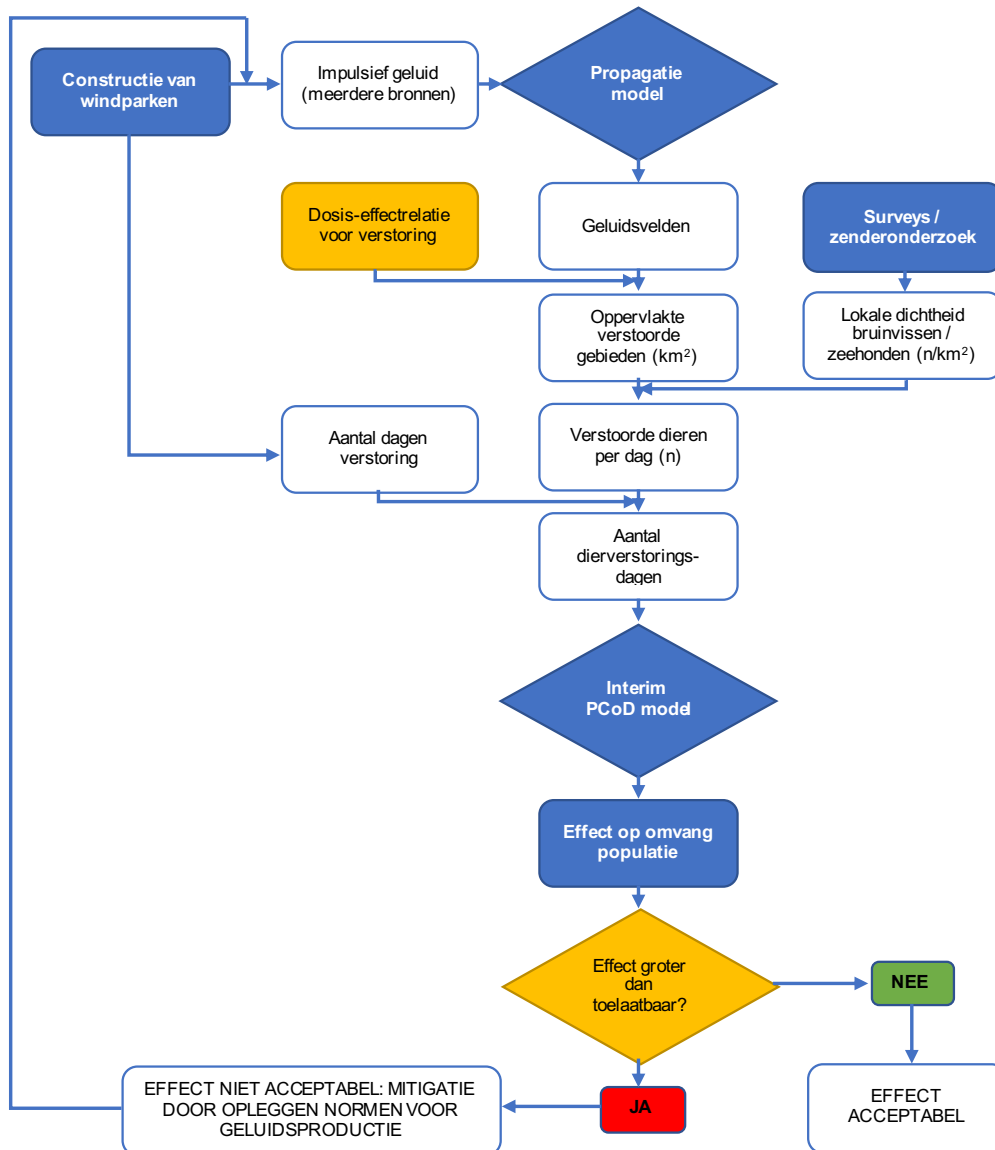 Constructie van
windparken
Impulsief geluid
(meerdere bronnen)
Propagatie
model
Dosis-effectrelatie
voor verstoring
Geluidsvelden
Surveys /
zenderonderzoek
Oppervlakte
verstoorde
gebieden (km²)
Lokale dichtheid
bruinvissen /
zeehonden (n/km²)
Aantal dagen
verstoring
Verstoorde dieren
per dag (n)
Aantal
dierverstorings-
dagen
Interim
PCoD model
Effect op omvang
populatie
Effect groter
dan
toelaatbaar?
NEE
JA
EFFECT NIET ACCEPTABEL: MITIGATIE
DOOR OPLEGGEN NORMEN VOOR
GELUIDSPRODUCTIE
EFFECT
ACCEPTABEL